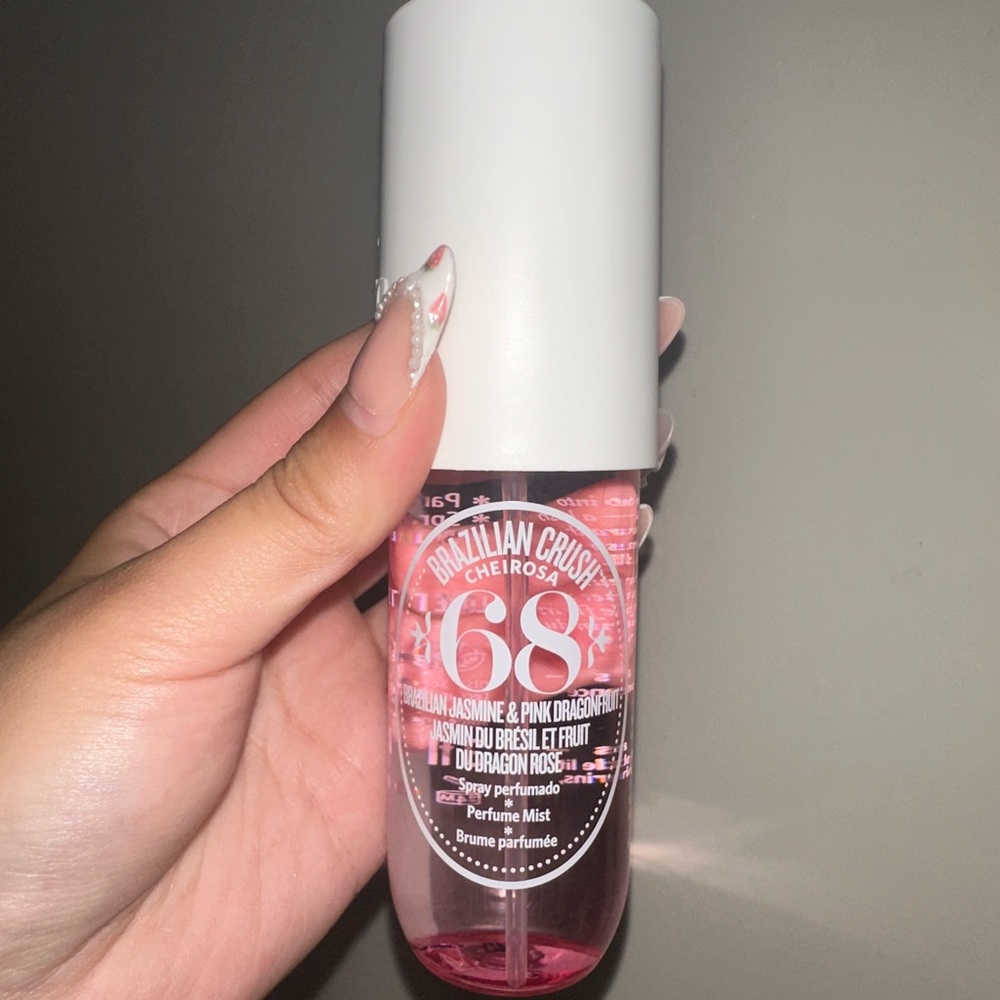 BRAZILIAN CRUSH
CHEIROSA
68
BRAZILIAN JASMINE & PINK DRAGONFRUIT
JASMIN DU BRÉSIL ET FRUIT
DU DRAGON ROSE
Spray perfumado
*
Perfume Mist
*
Brume parfumée